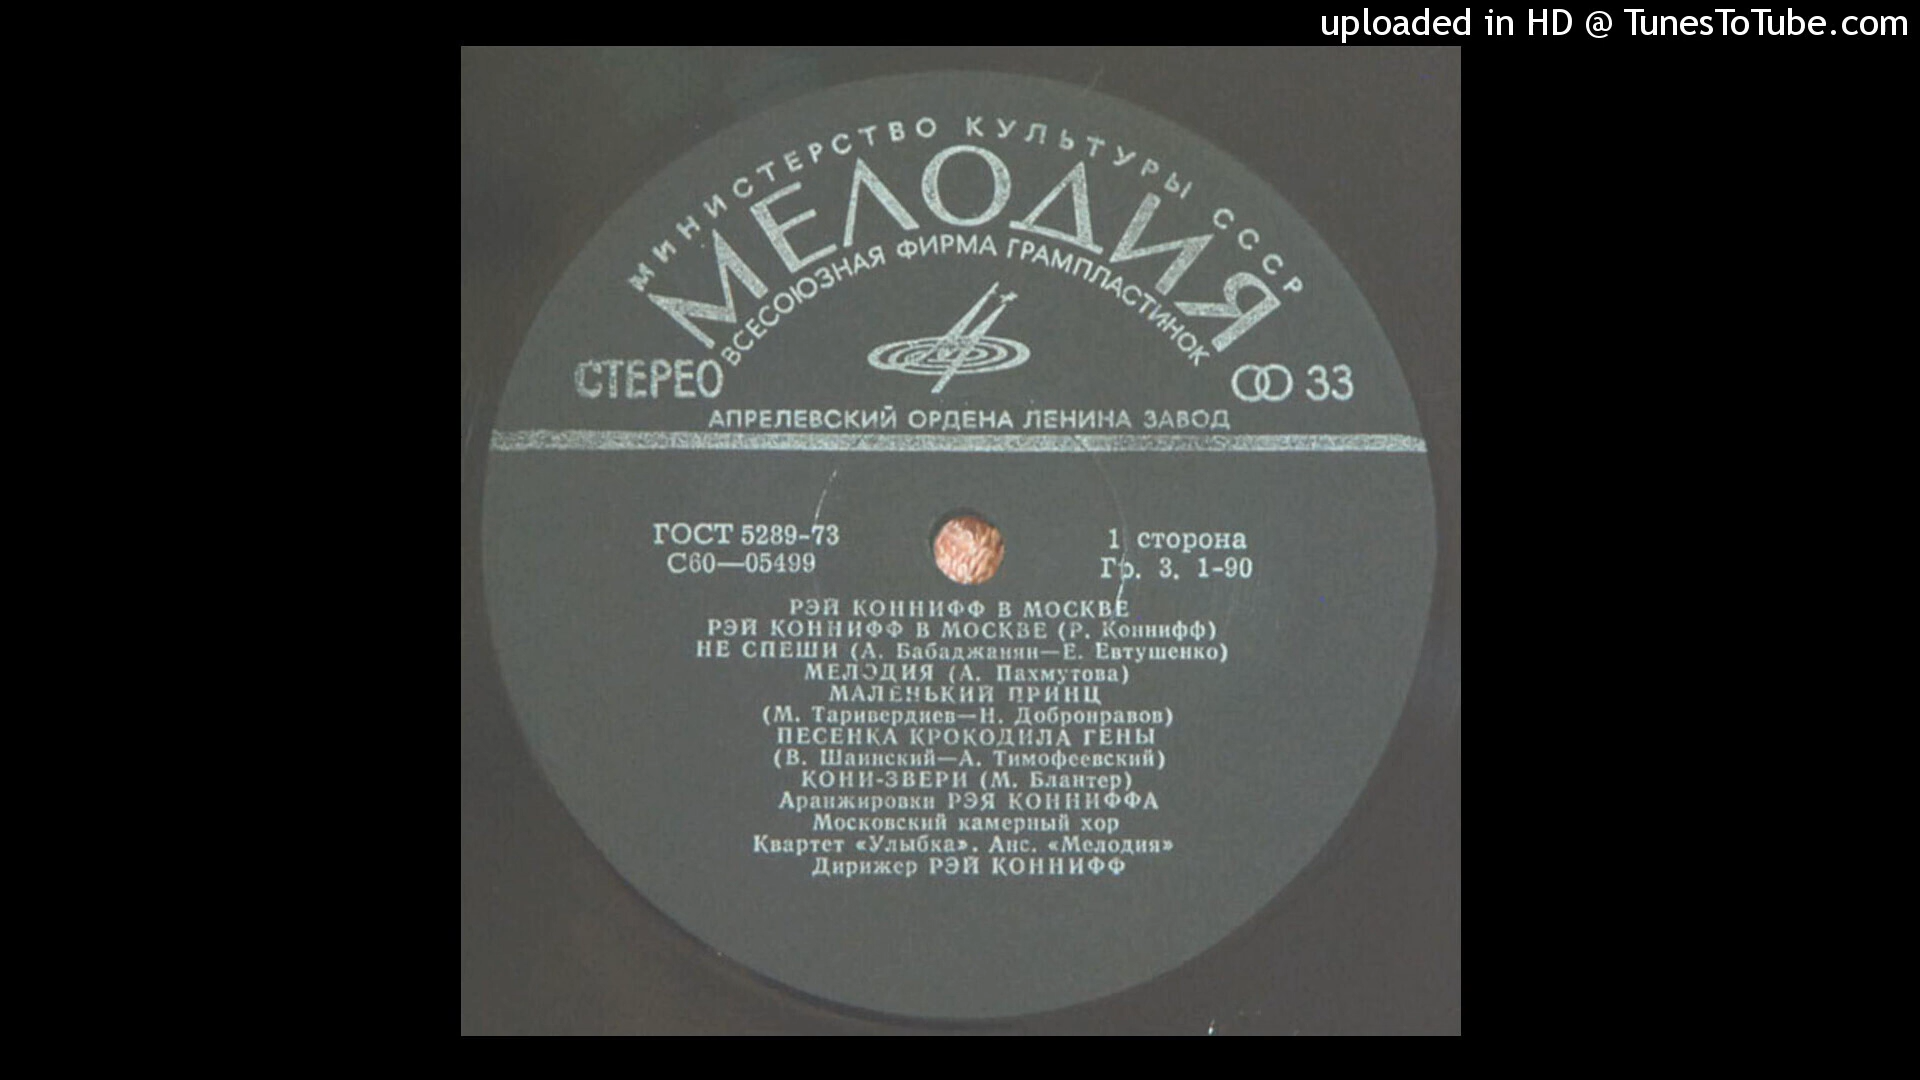 uploaded in HD @ TunesToTube.com
МИНИСТЕРСТВО КУЛЬТУРЫ СССР
МЕЛОДИЯ
ВСЕСОЮЗНАЯ ФИРМА ГРАМПЛАСТИНОК
СТЕРЕО 33
АПРЕЛЕВСКИЙ ОРДЕНА ЛЕНИНА ЗАВОД
ГОСТ 5289-73 1 сторона
С60—05499 Гр. 3. 1-90
РЭЙ КОННИФФ В МОСКВЕ
РЭЙ КОННИФФ В МОСКВЕ (Р. Коннифф)
НЕ СПЕШИ (А. Бабаджанян—Е. Евтушенко)
МЕЛОДИЯ (А. Пахмутова)
МАЛЕНЬКИЙ ПРИНЦ
(М. Таривердиев—Н. Добронравов)
ПЕСЕНКА КРОКОДИЛА ГЕНЫ
(В. Шаинский—А. Тимофеевский)
КОНИ-ЗВЕРИ (М. Блантер)
Аранжировки РЭЯ КОННИФФА
Московский камерный хор
Квартет «Улыбка». Анс. «Мелодия»
Дирижер РЭЙ КОННИФФ